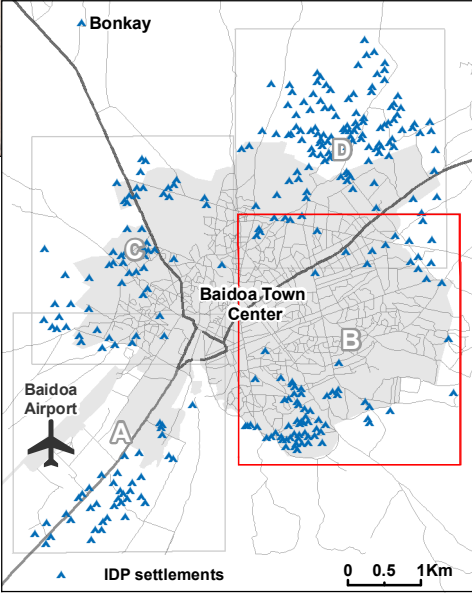 Bonkay
D
C
Baidoa Town
Center
B
Baidoa
Airport
A
IDP settlements
0 0.5 1Km